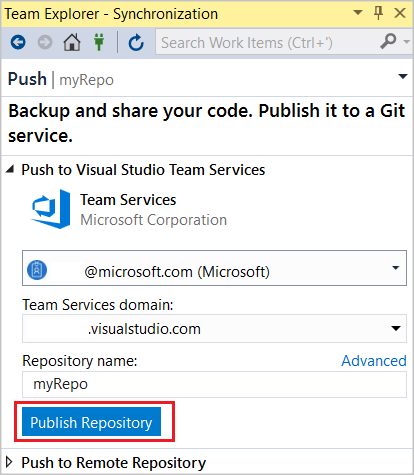 Team Explorer - Synchronization
Search Work Items (Ctrl+')
Push | myRepo
Backup and share your code. Publish it to a Git
service.
Push to Visual Studio Team Services
Team Services
Microsoft Corporation
@microsoft.com (Microsoft)
Team Services domain:
.visualstudio.com
Repository name:
Advanced
myRepo
Publish Repository
Push to Remote Repository